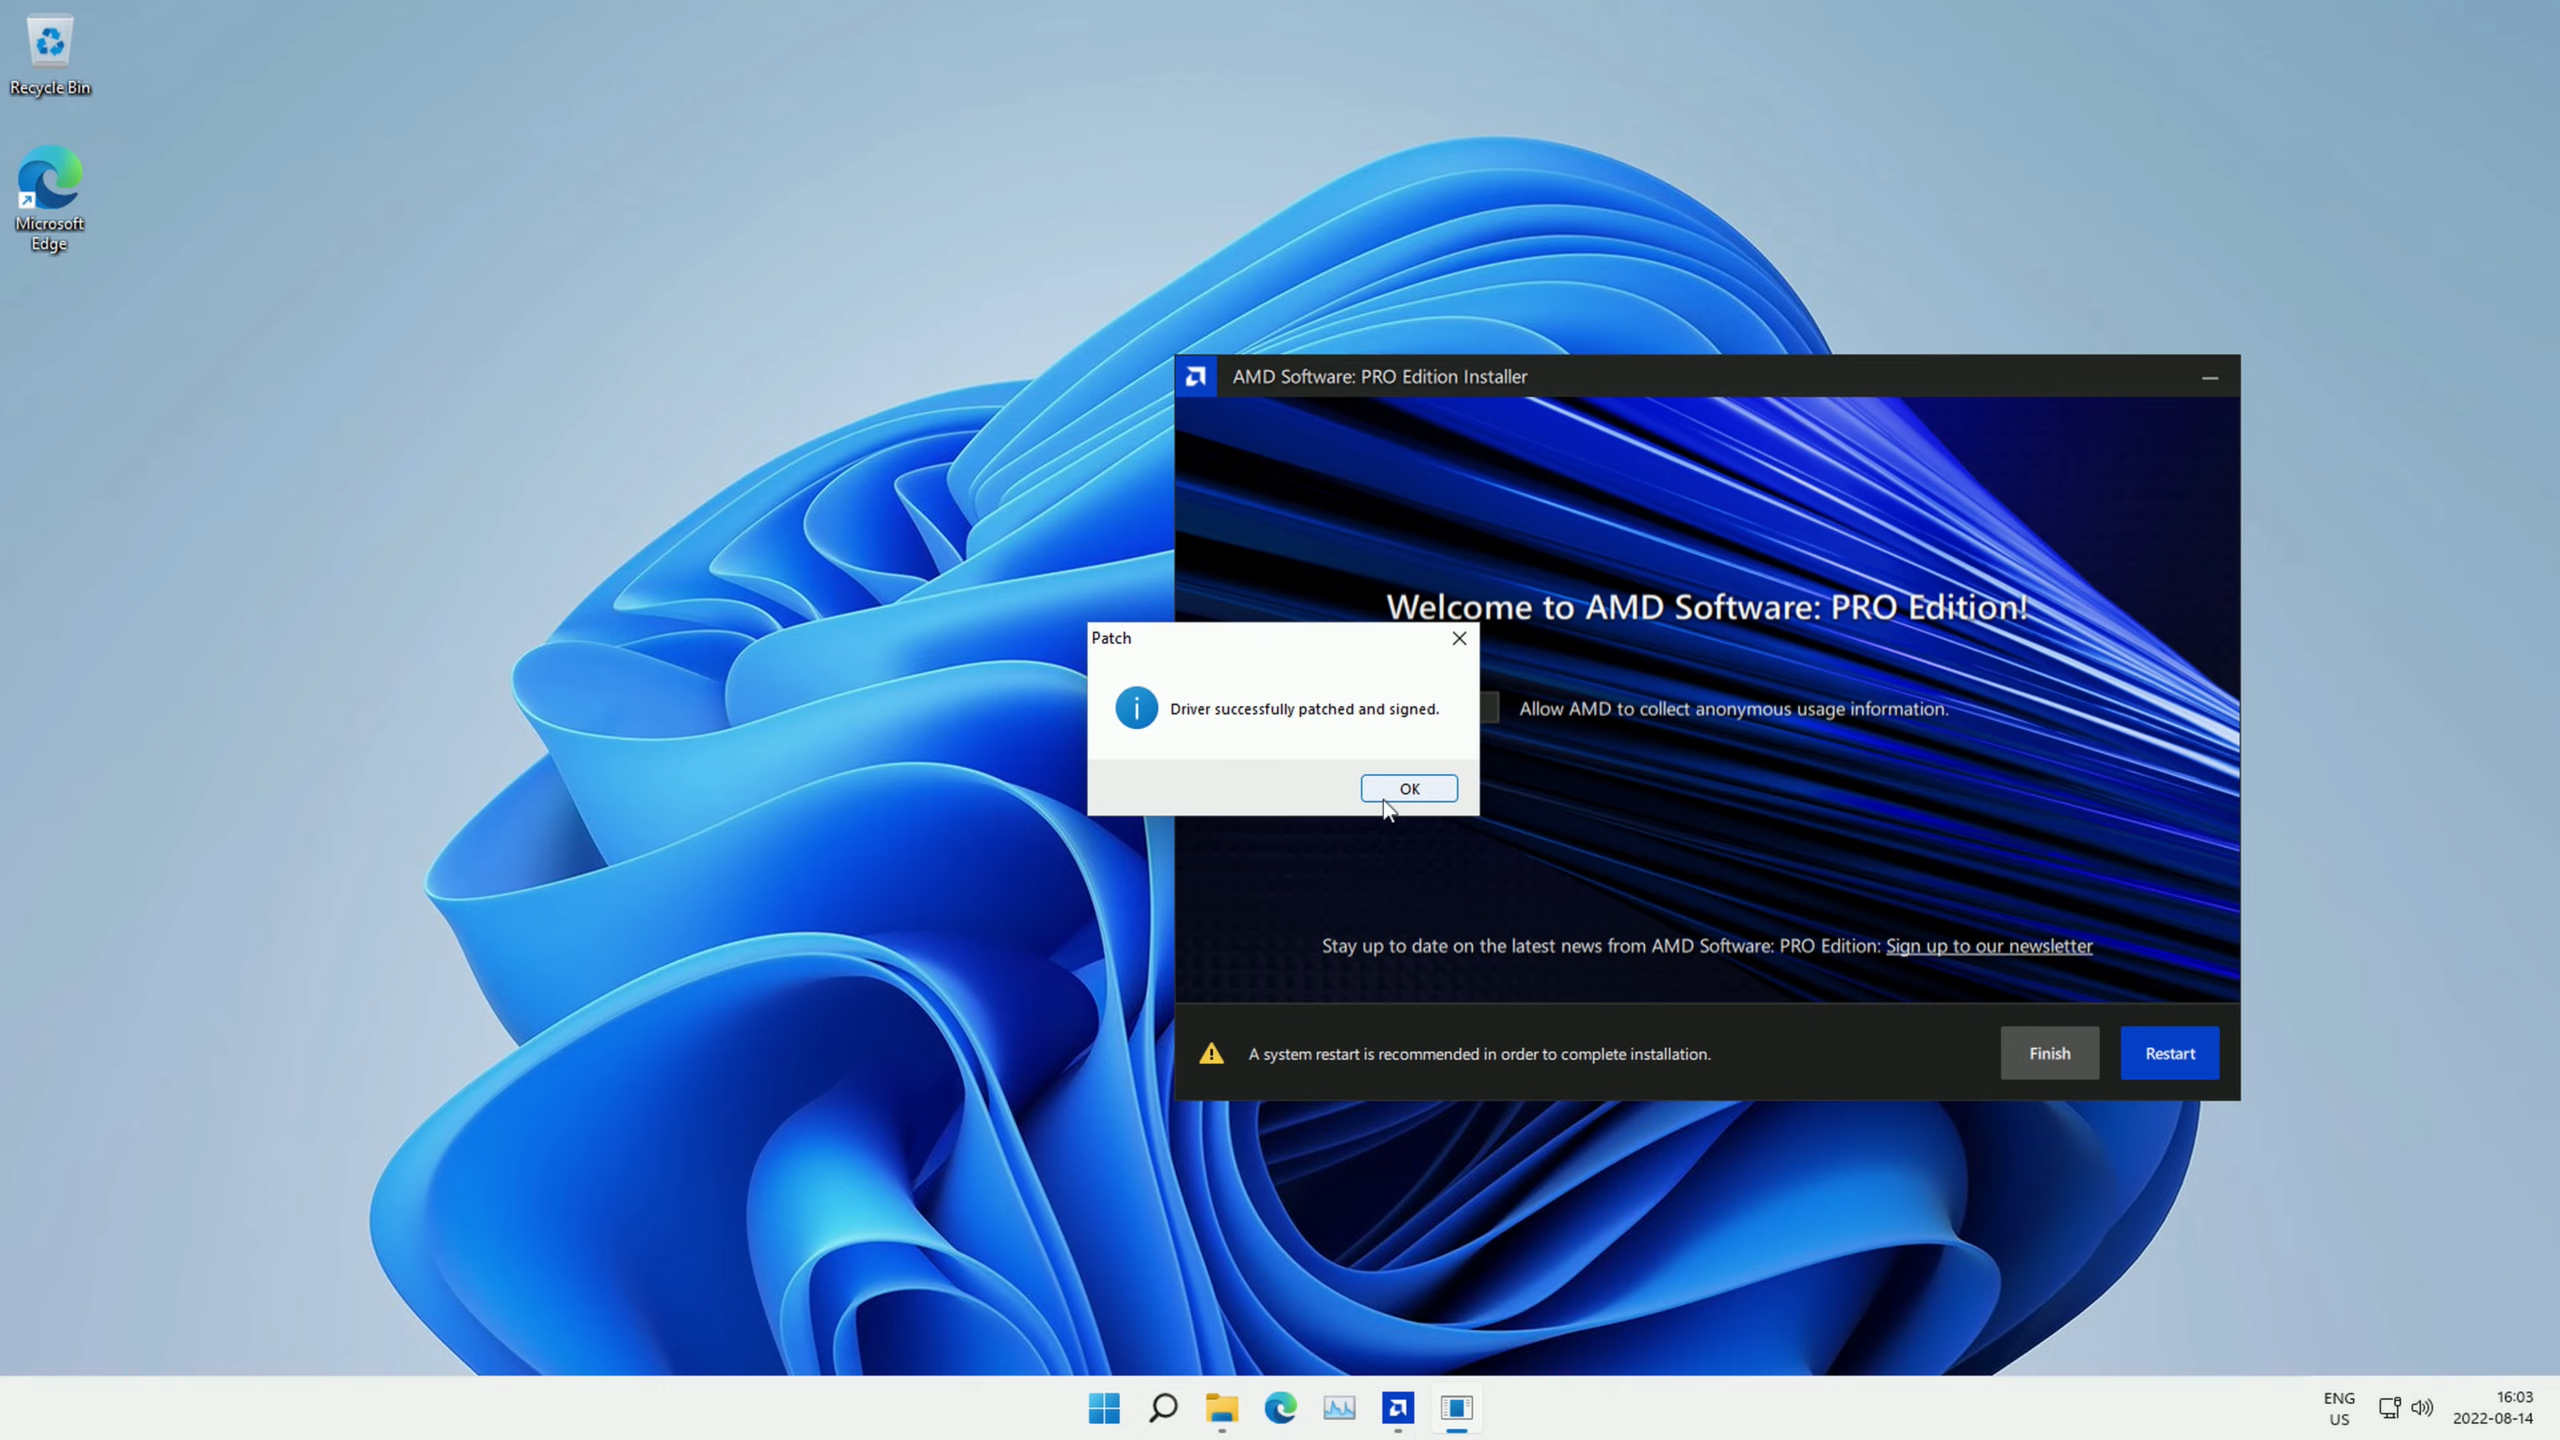 Recycle Bin
Microsoft
Edge
AMD Software: PRO Edition Installer
Welcome to AMD Software: PRO Edition!
Patch
Driver successfully patched and signed.
Allow AMD to collect anonymous usage information.
OK
Stay up to date on the latest news from AMD Software: PRO Edition: Sign up to our newsletter
A system restart is recommended in order to complete installation.
Finish
Restart
ENG
US
16:03
2022-08-14